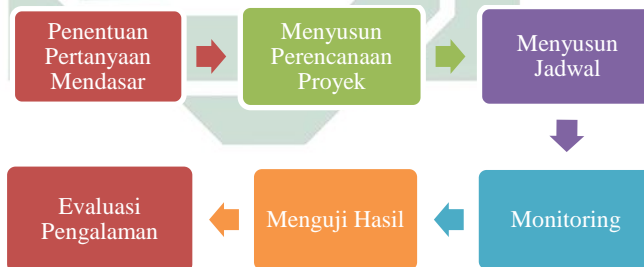 Penentuan
Pertanyaan
Mendasar
Menyusun
Perencanaan
Proyek
Menyusun
Jadwal
Monitoring
Menguji Hasil
Evaluasi
Pengalaman